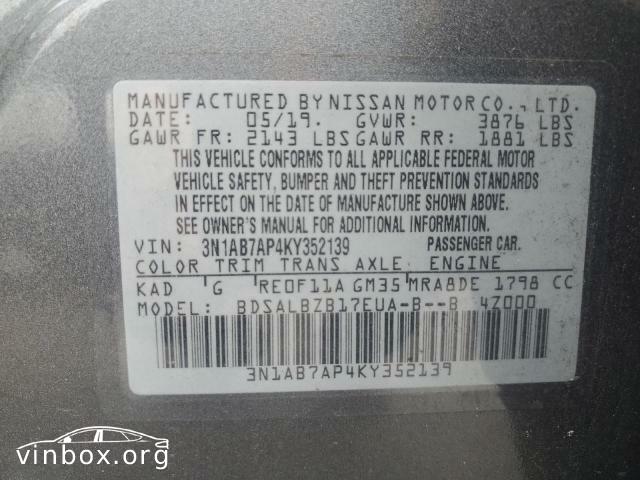 MANUFACTURED BY NISSAN MOTOR CO., LTD.
DATE: 05/19. GVWR: 3876 LBS
GAWR FR: 2143 LBS GAWR RR: 1881 LBS
THIS VEHICLE CONFORMS TO ALL APPLICABLE FEDERAL MOTOR
VEHICLE SAFETY, BUMPER AND THEFT PREVENTION STANDARDS
IN EFFECT ON THE DATE OF MANUFACTURE SHOWN ABOVE.
SEE OWNER'S MANUAL FOR ADDITIONAL INFORMATION.
VIN: 3N1AB7AP4KY352139 PASSENGER CAR.
COLOR TRIM TRANS AXLE ENGINE
KAD G RE0F11A GM35 MRA8DE 1798 CC
MODEL: BDSALBZB17EUA-B--B 4Z000
3N1AB7AP4KY352139
vinbox.org